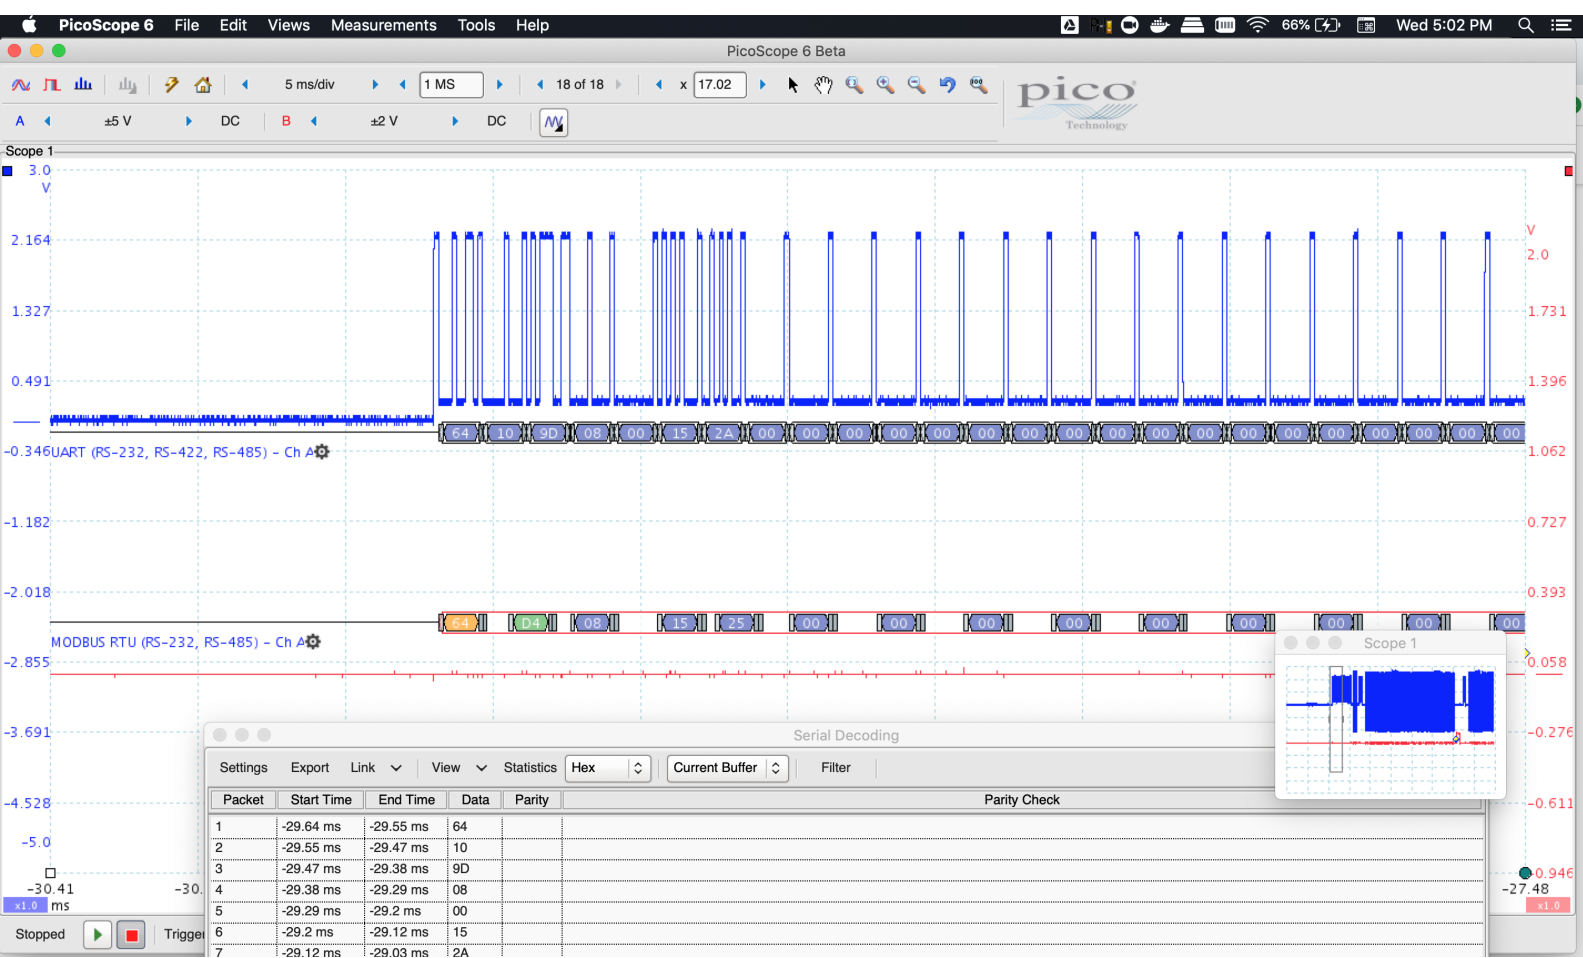 PicoScope 6 File Edit Views Measurements Tools Help 66% Wed 5:02 PM
PicoScope 6 Beta
5 ms/div 1 MS 18 of 18 x 17.02
pico
Technology
A ±5 V DC B ±2 V DC
Scope 1
3.0
V
2.164
1.327
0.491
-0.346
-1.182
-2.018
-2.855
-3.691
-4.528
-5.0
V
2.0
1.731
1.396
1.062
0.727
0.393
0.058
-0.276
-0.611
-0.946
64 10 9D 08 00 15 2A 00 00 00 00 00 00 00 00 00 00 00 00 00 00 00 00 00 00
UART (RS-232, RS-422, RS-485) - Ch A
64 D4 08 15 25 00 00 00 00 00 00 00 00 00
MODBUS RTU (RS-232, RS-485) - Ch A
Scope 1
Serial Decoding
Settings Export Link View Statistics Hex Current Buffer Filter
Packet Start Time End Time Data Parity Parity Check
1 -29.64 ms -29.55 ms 64
2 -29.55 ms -29.47 ms 10
3 -29.47 ms -29.38 ms 9D
4 -29.38 ms -29.29 ms 08
5 -29.29 ms -29.2 ms 00
6 -29.2 ms -29.12 ms 15
7 -29.12 ms -29.03 ms 2A
-30.41 -30. -27.48
x1.0 ms x1.0
Stopped Trigger